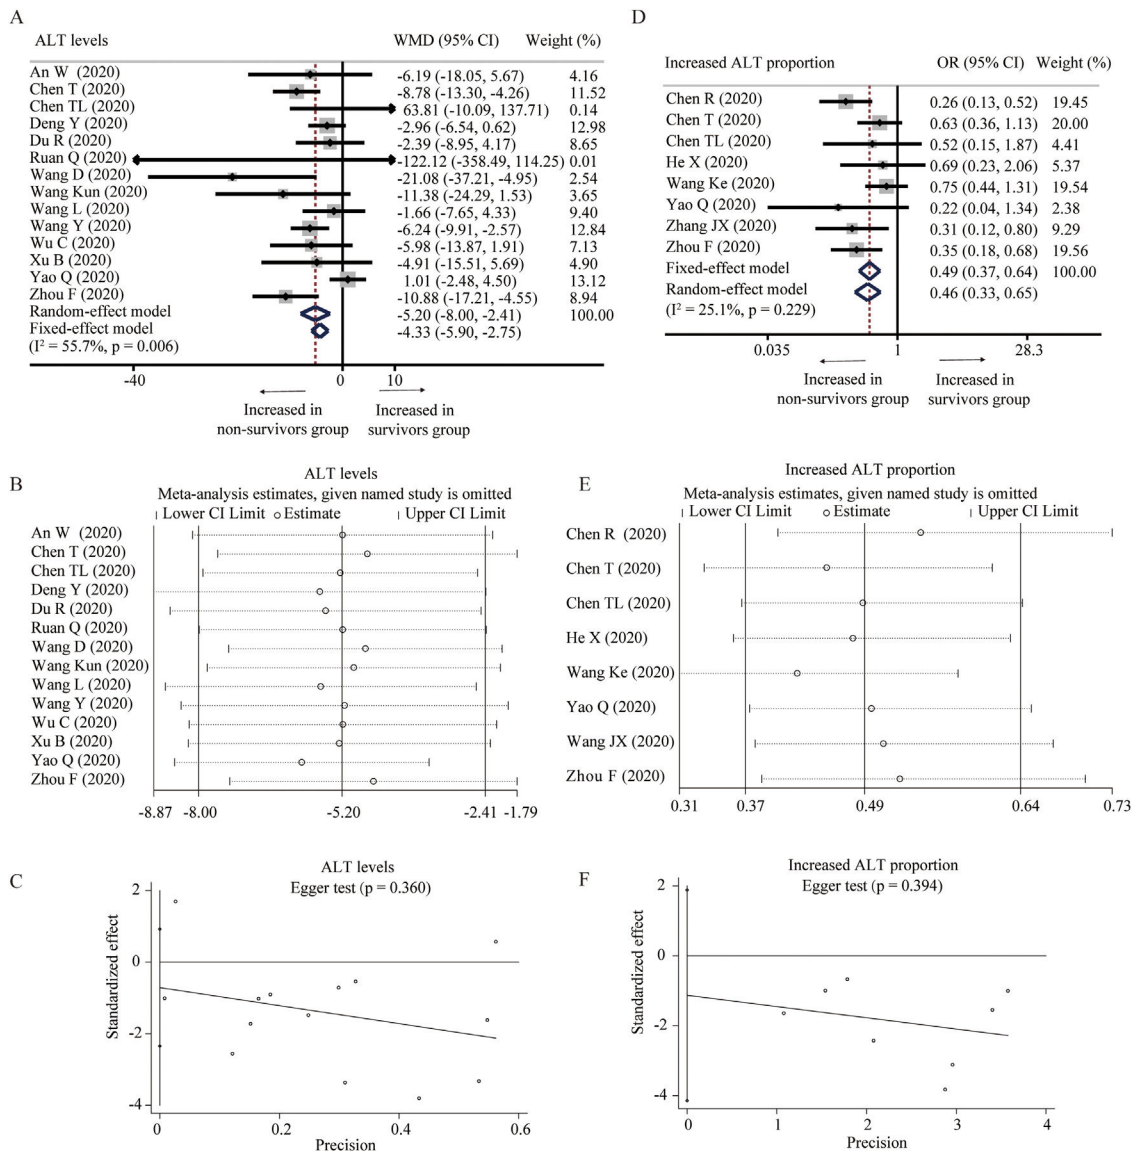 A
ALT levels WMD (95% CI) Weight (%)
An W (2020) -6.19 (-18.05, 5.67) 4.16
Chen T (2020) -8.78 (-13.30, -4.26) 11.52
Chen TL (2020) 63.81 (-10.09, 137.71) 0.14
Deng Y (2020) -2.96 (-6.54, 0.62) 12.98
Du R (2020) -2.39 (-8.95, 4.17) 8.65
Ruan Q (2020) -122.12 (-358.49, 114.25) 0.01
Wang D (2020) -21.08 (-37.21, -4.95) 2.54
Wang Kun (2020) -11.38 (-24.29, 1.53) 3.65
Wang L (2020) -1.66 (-7.65, 4.33) 9.40
Wang Y (2020) -6.24 (-9.91, -2.57) 12.84
Wu C (2020) -5.98 (-13.87, 1.91) 7.13
Xu B (2020) -4.91 (-15.51, 5.69) 4.90
Yao Q (2020) 1.01 (-2.48, 4.50) 13.12
Zhou F (2020) -10.88 (-17.21, -4.55) 8.94
Random-effect model -5.20 (-8.00, -2.41) 100.00
Fixed-effect model -4.33 (-5.90, -2.75)
(I² = 55.7%, p = 0.006)
-40 0 10
Increased in non-survivors group
Increased in survivors group
D
Increased ALT proportion OR (95% CI) Weight (%)
Chen R (2020) 0.26 (0.13, 0.52) 19.45
Chen T (2020) 0.63 (0.36, 1.13) 20.00
Chen TL (2020) 0.52 (0.15, 1.87) 4.41
He X (2020) 0.69 (0.23, 2.06) 5.37
Wang Ke (2020) 0.75 (0.44, 1.31) 19.54
Yao Q (2020) 0.22 (0.04, 1.34) 2.38
Zhang JX (2020) 0.31 (0.12, 0.80) 9.29
Zhou F (2020) 0.35 (0.18, 0.68) 19.56
Fixed-effect model 0.49 (0.37, 0.64) 100.00
Random-effect model 0.46 (0.33, 0.65)
(I² = 25.1%, p = 0.229)
0.035 1 28.3
Increased in non-survivors group
Increased in survivors group
B
ALT levels
Meta-analysis estimates, given named study is omitted
Lower CI Limit Estimate Upper CI Limit
An W (2020)
Chen T (2020)
Chen TL (2020)
Deng Y (2020)
Du R (2020)
Ruan Q (2020)
Wang D (2020)
Wang Kun (2020)
Wang L (2020)
Wang Y (2020)
Wu C (2020)
Xu B (2020)
Yao Q (2020)
Zhou F (2020)
-8.87 -8.00 -5.20 -2.41 -1.79
E
Increased ALT proportion
Meta-analysis estimates, given named study is omitted
Lower CI Limit Estimate Upper CI Limit
Chen R (2020)
Chen T (2020)
Chen TL (2020)
He X (2020)
Wang Ke (2020)
Yao Q (2020)
Wang JX (2020)
Zhou F (2020)
0.31 0.37 0.49 0.64 0.73
C
ALT levels
Egger test (p = 0.360)
Standardized effect
2
0
-2
-4
0 0.2 0.4 0.6
Precision
F
Increased ALT proportion
Egger test (p = 0.394)
Standardized effect
2
0
-2
-4
0 1 2 3 4
Precision